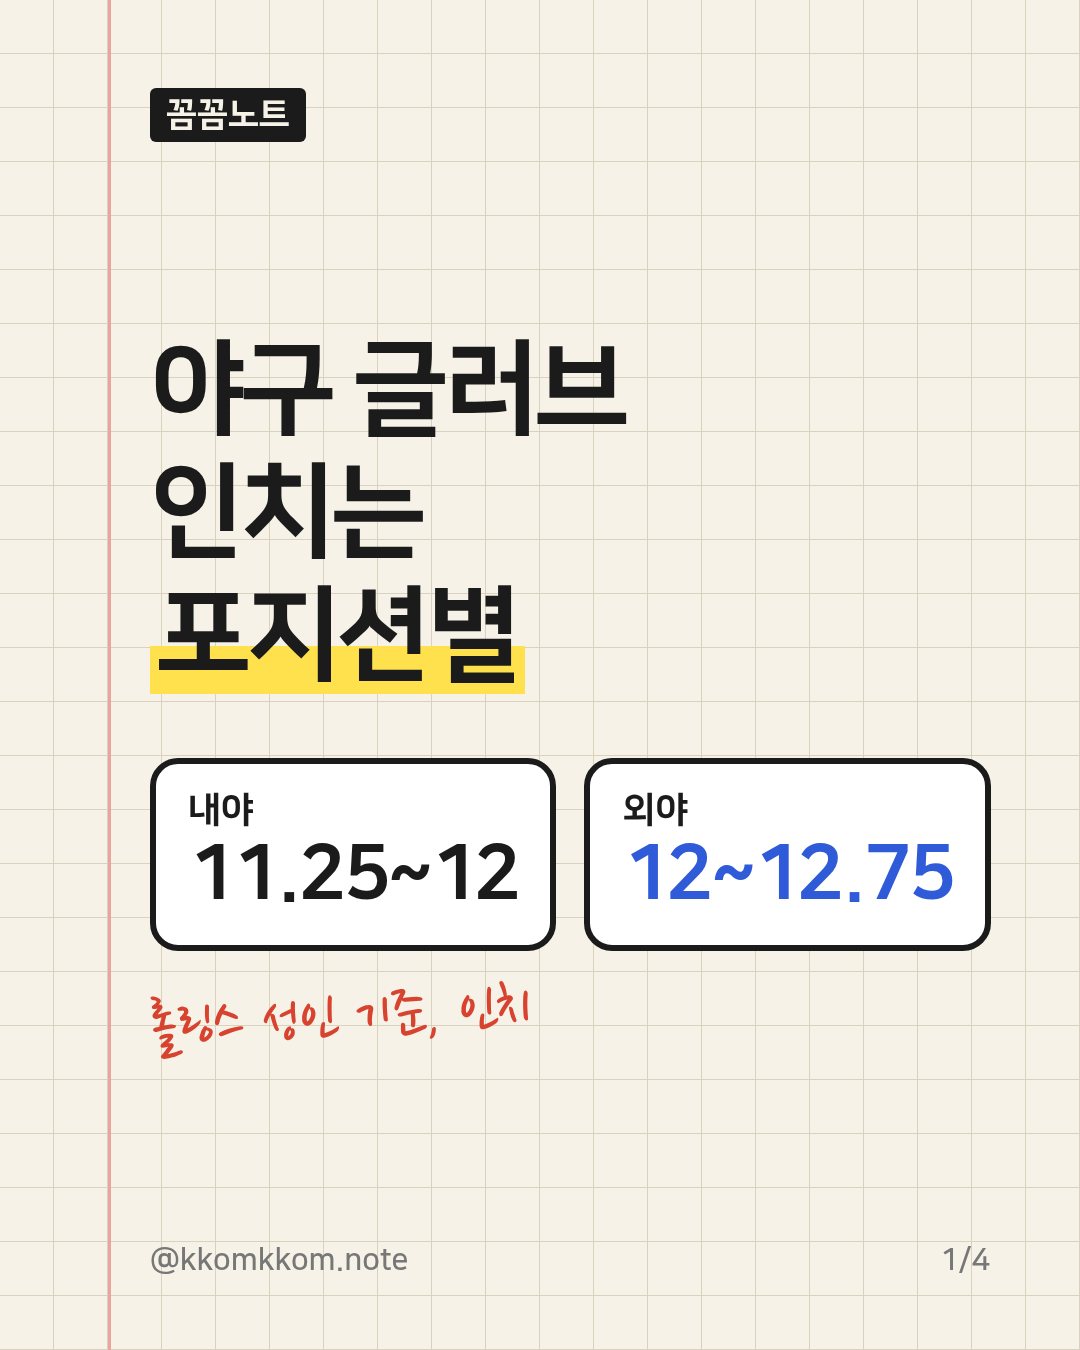 꼼꼼노트
야구 글러브
인치는
포지션별
내야
11.25~12
외야
12~12.75
롤링스 성인 기준, 인치
@kkomkkom.note
1/4